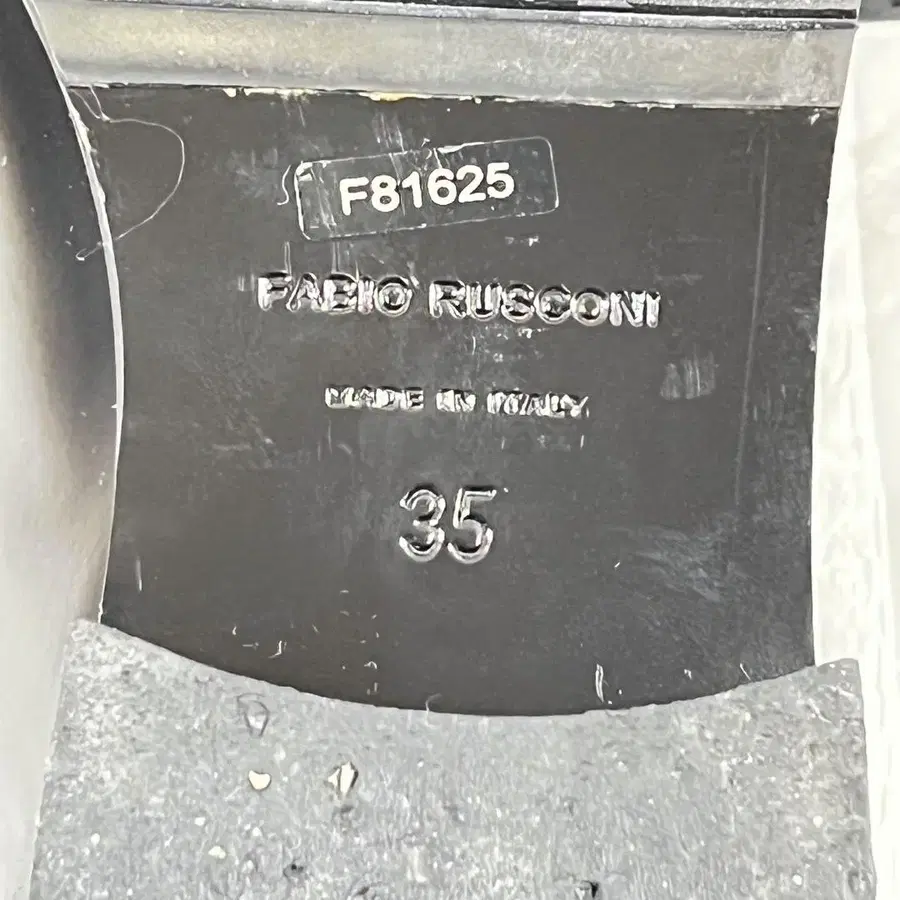 F81625
FABIO RUSCONI
MADE IN ITALY
35